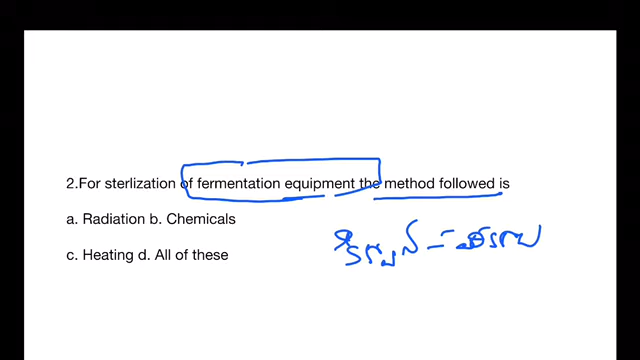 2.For sterlization of fermentation equipment the method followed is
a. Radiation b. Chemicals
c. Heating d. All of these